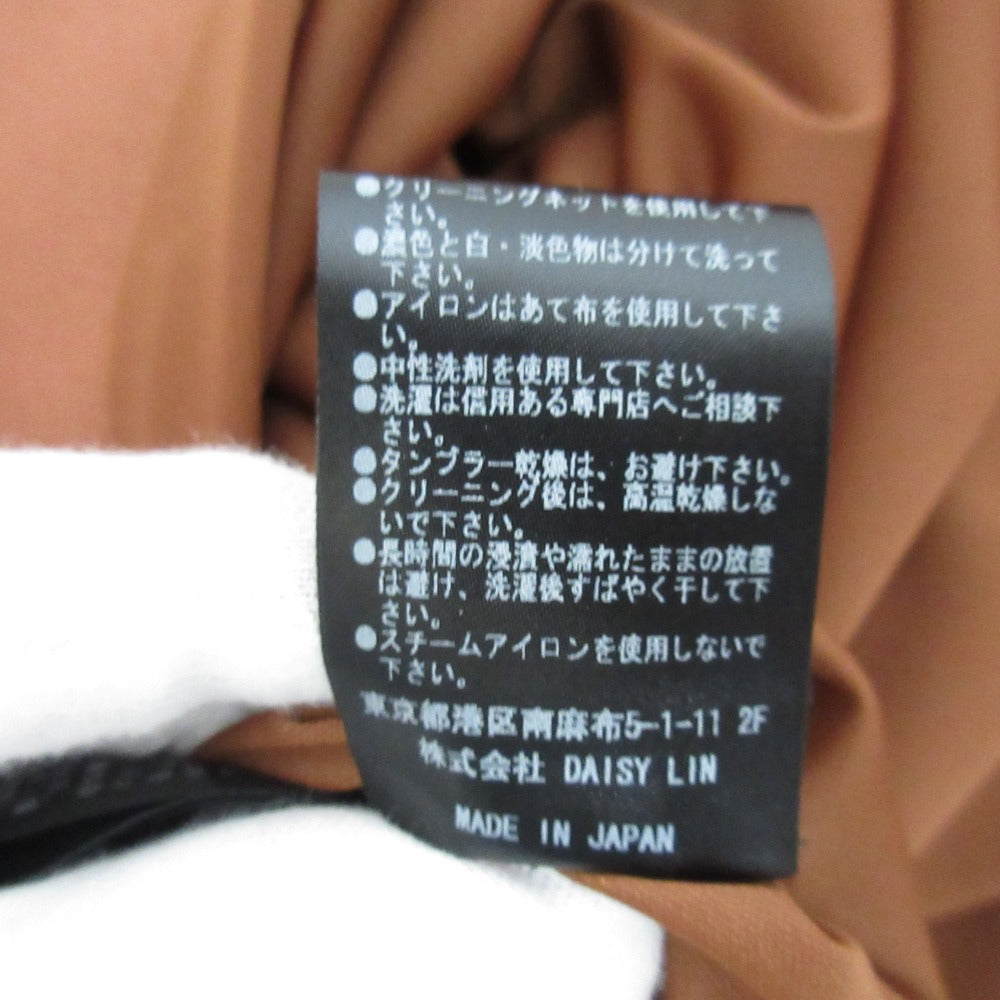 ●クリーニングネットを使用して下
さい。
●濃色と白・淡色物は分けて洗って
下さい。
●アイロンはあて布を使用して下さ
い。
●中性洗剤を使用して下さい。
●洗濯は信用ある専門店へご相談下
さい。
●タンブラー乾燥は、お避け下さい。
●クリーニング後は、高温乾燥しな
いで下さい。
●長時間の浸漬や濡れたままの放置
は避け、洗濯後すばやく干して下
さい。
●スチームアイロンを使用しないで
下さい。
東京都港区南麻布5-1-11 2F
株式会社 DAISY LIN
MADE IN JAPAN